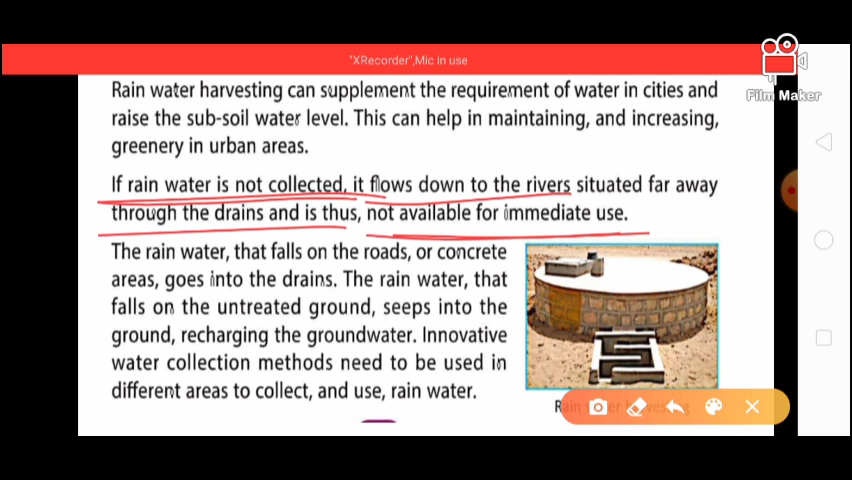 "XRecorder",Mic in use
Film Maker
Rain water harvesting can supplement the requirement of water in cities and
raise the sub-soil water level. This can help in maintaining, and increasing,
greenery in urban areas.
If rain water is not collected, it flows down to the rivers situated far away
through the drains and is thus, not available for immediate use.
The rain water, that falls on the roads, or concrete
areas, goes into the drains. The rain water, that
falls on the untreated ground, seeps into the
ground, recharging the groundwater. Innovative
water collection methods need to be used in
different areas to collect, and use, rain water.
Rain water harvesting